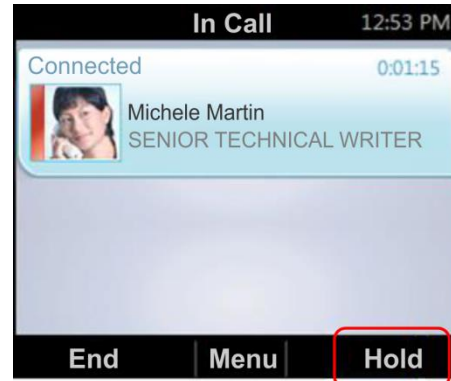 In Call 12:53 PM
Connected 0:01:15
Michele Martin
SENIOR TECHNICAL WRITER
End Menu Hold